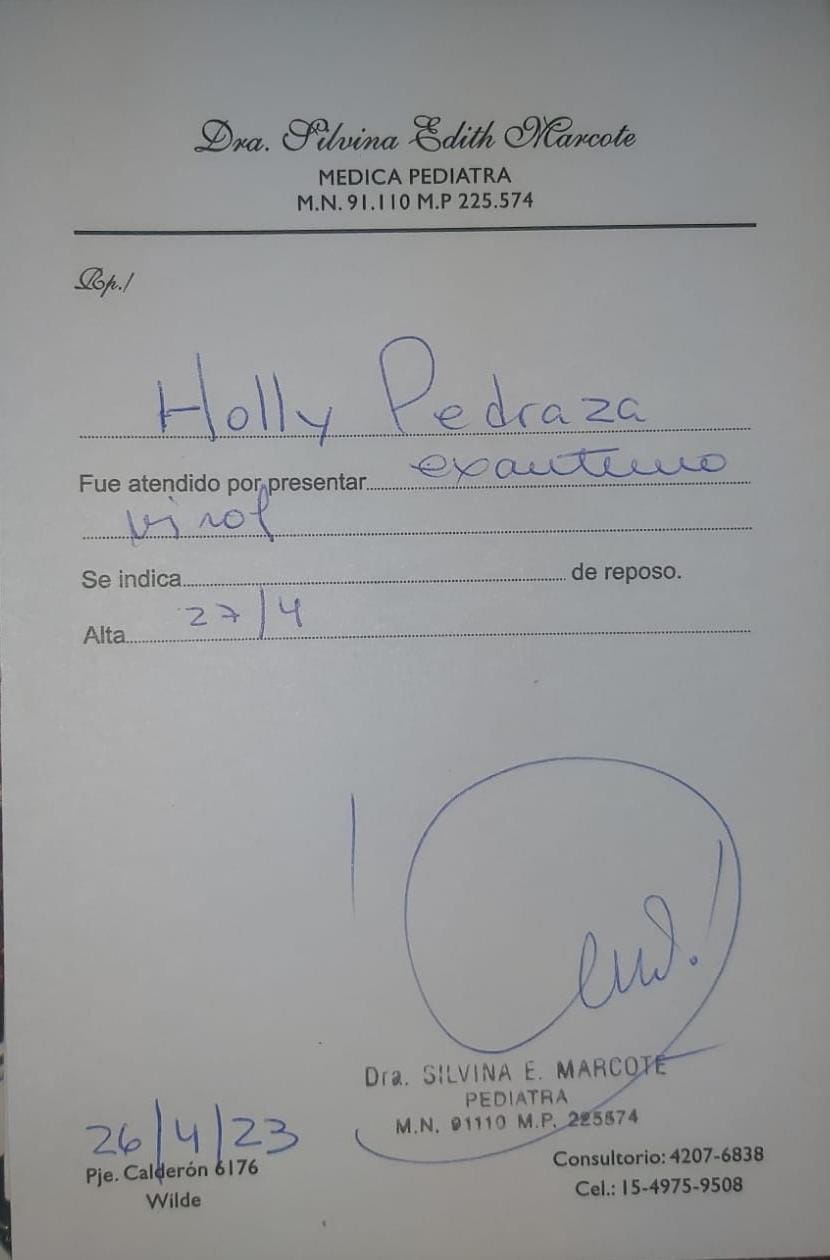 Dra. Silvina Edith Marcote
MEDICA PEDIATRA
M.N. 91.110 M.P 225.574
Rp./
Holly Pedraza
Fue atendido por presentar exantema
viral
Se indica de reposo.
Alta 27/4
Dra. SILVINA E. MARCOTE
PEDIATRA
M.N. 91110 M.P. 225574
26/4/23
Pje. Calderón 6176
Wilde
Consultorio: 4207-6838
Cel.: 15-4975-9508